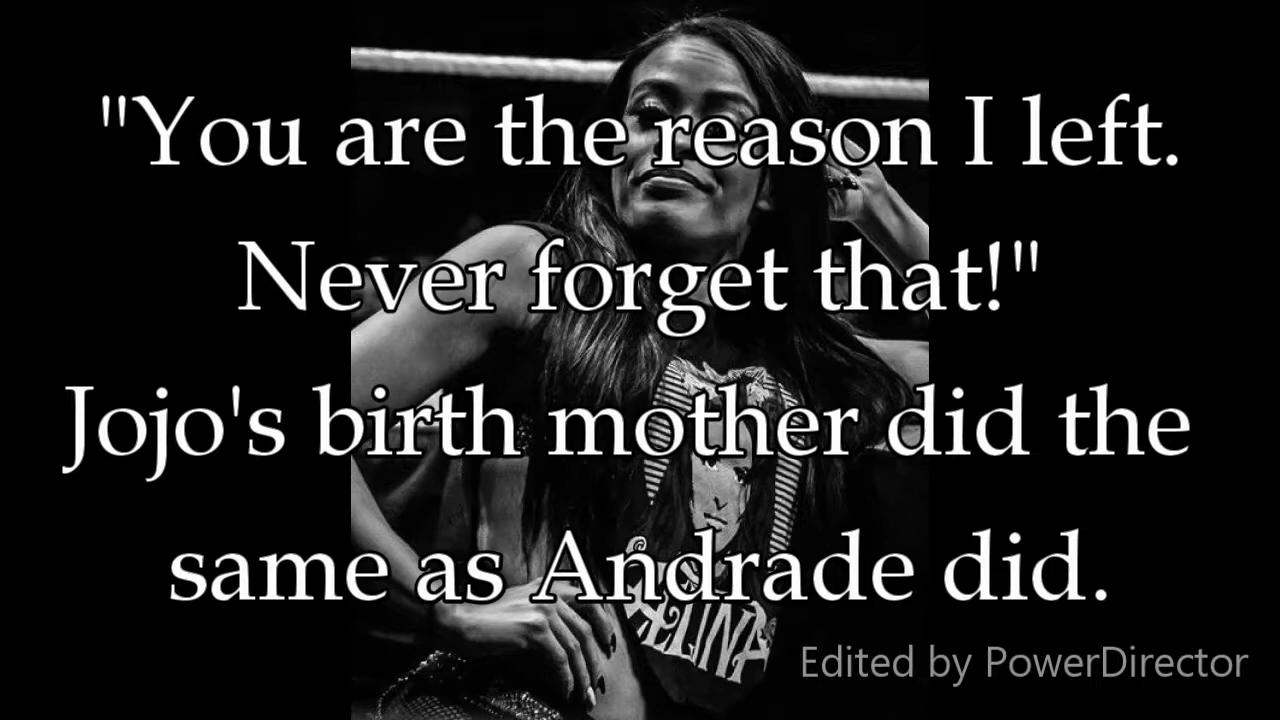 "You are the reason I left.
Never forget that!"
Jojo's birth mother did the
same as Andrade did.
Edited by PowerDirector